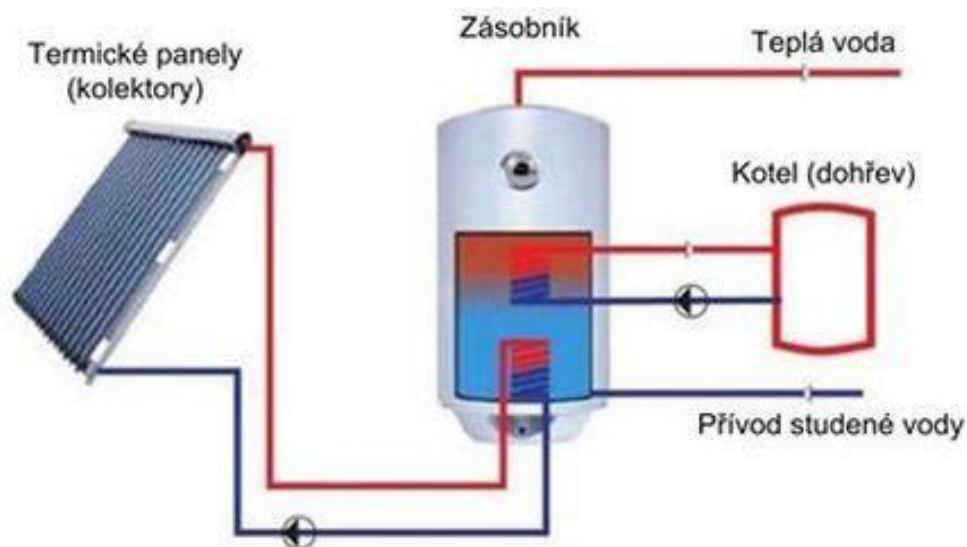 Zásobník
Teplá voda
Termické panely
(kolektory)
Kotel (dohřev)
Přívod studené vody